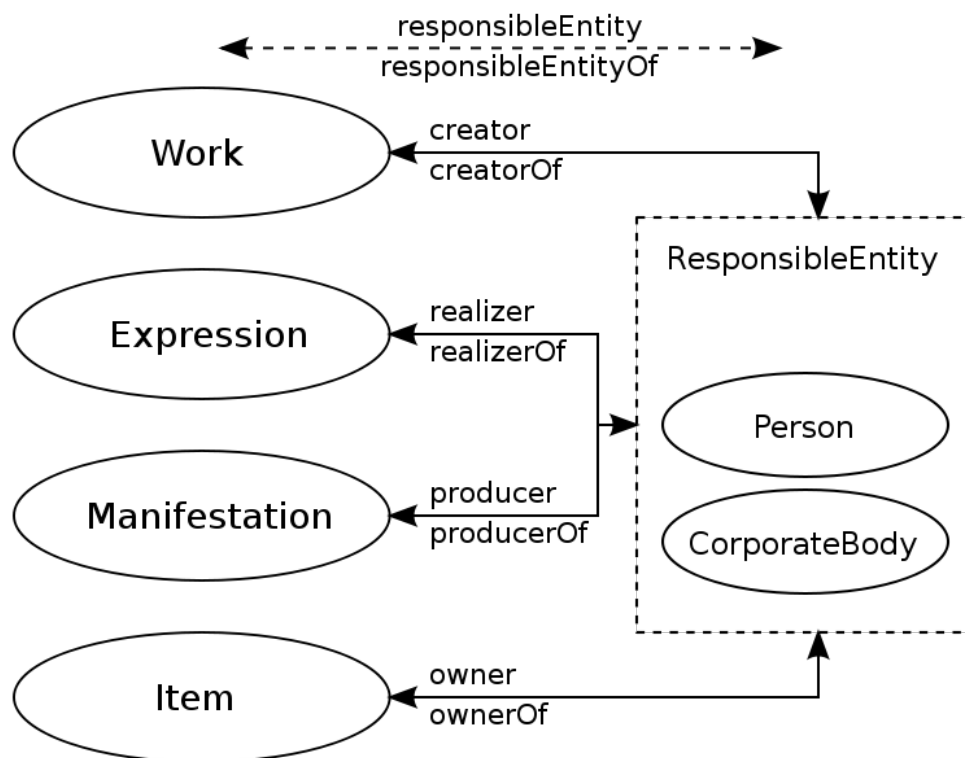 responsibleEntity
responsibleEntityOf
Work
creator
creatorOf
ResponsibleEntity
Expression
realizer
realizerOf
Person
Manifestation
producer
producerOf
CorporateBody
Item
owner
ownerOf